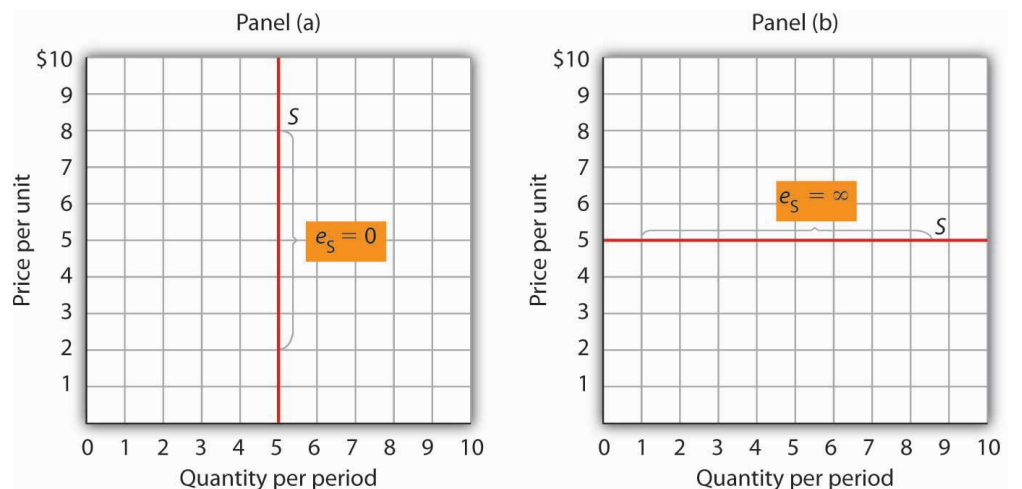 Panel (a)
$10
9
8
7
6
5
4
3
2
1
Price per unit
S
eS = 0
0 1 2 3 4 5 6 7 8 9 10
Quantity per period
Panel (b)
$10
9
8
7
6
5
4
3
2
1
Price per unit
eS = ∞
S
0 1 2 3 4 5 6 7 8 9 10
Quantity per period